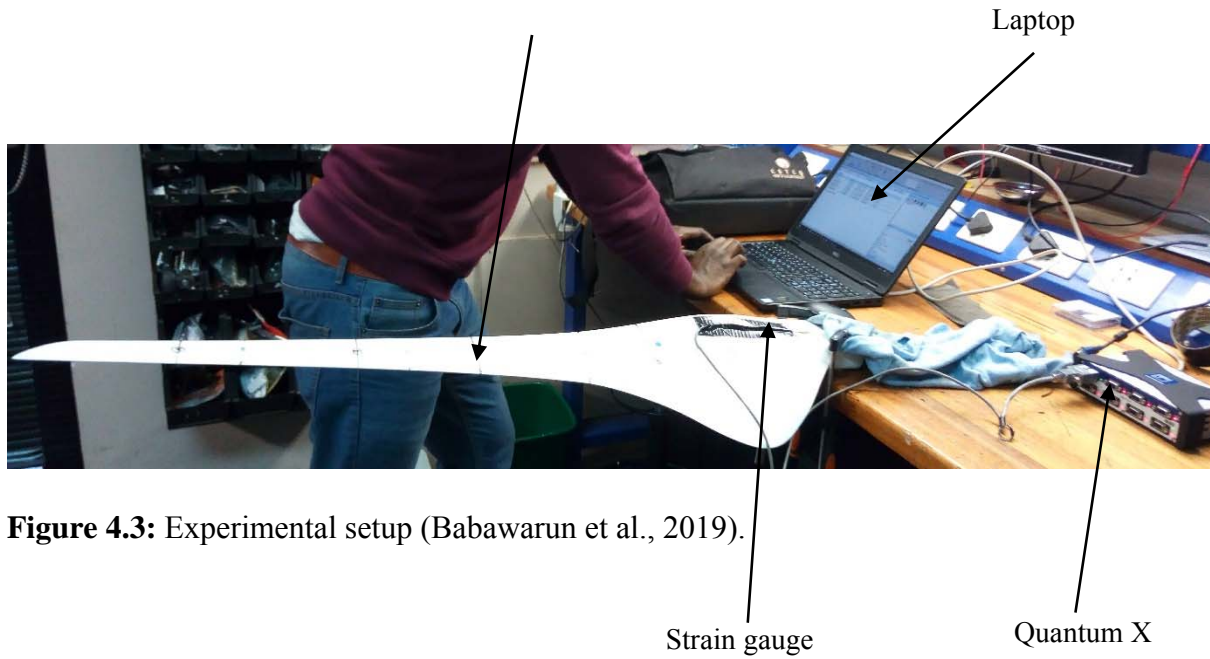 Laptop
Figure 4.3: Experimental setup (Babawarun et al., 2019).
Strain gauge
Quantum X